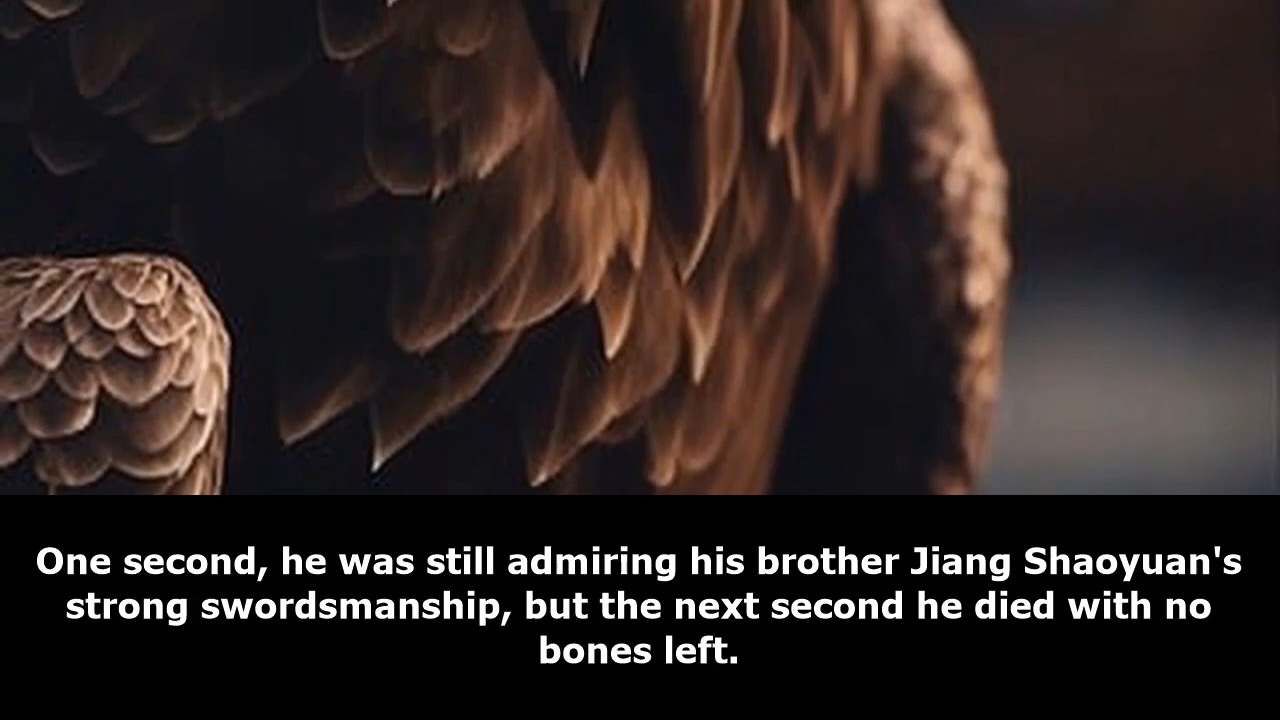 One second, he was still admiring his brother Jiang Shaoyuan's
strong swordsmanship, but the next second he died with no
bones left.